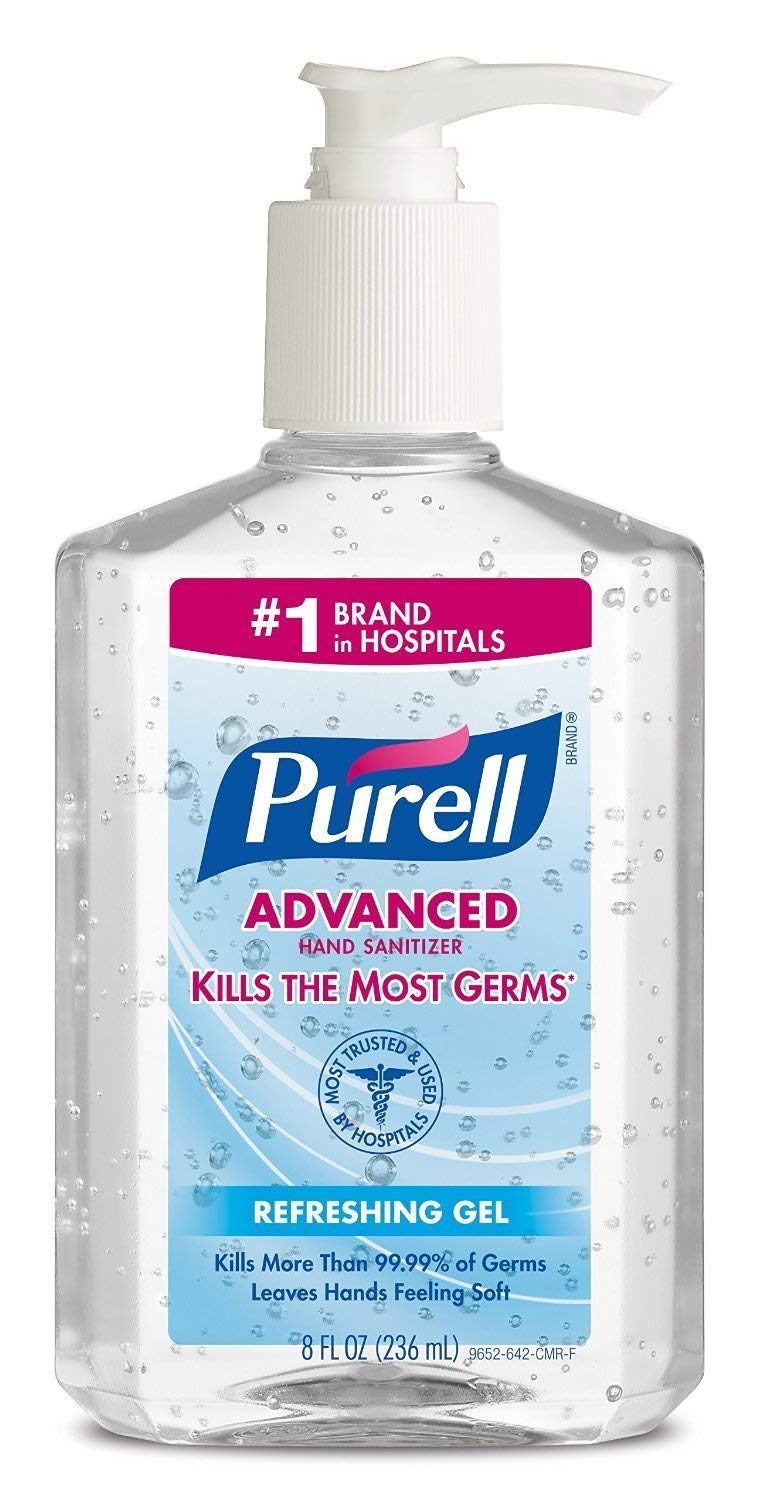 #1 BRAND
in HOSPITALS
Purell
BRAND®
ADVANCED
HAND SANITIZER
KILLS THE MOST GERMS*
MOST TRUSTED & USED
BY HOSPITALS
REFRESHING GEL
Kills More Than 99.99% of Germs
Leaves Hands Feeling Soft
8 FL OZ (236 mL) 9652-642-CMR-F